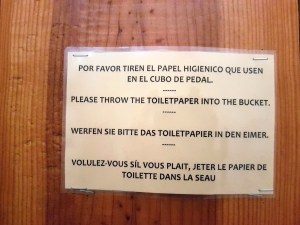 POR FAVOR TIREN EL PAPEL HIGIENICO QUE USEN
EN EL CUBO DE PEDAL.
------
PLEASE THROW THE TOILETPAPER INTO THE BUCKET.
------
WERFEN SIE BITTE DAS TOILETPAPIER IN DEN EIMER.
------
VOLULEZ-VOUS SÍL VOUS PLAIT, JETER LE PAPIER DE
TOILETTE DANS LA SEAU